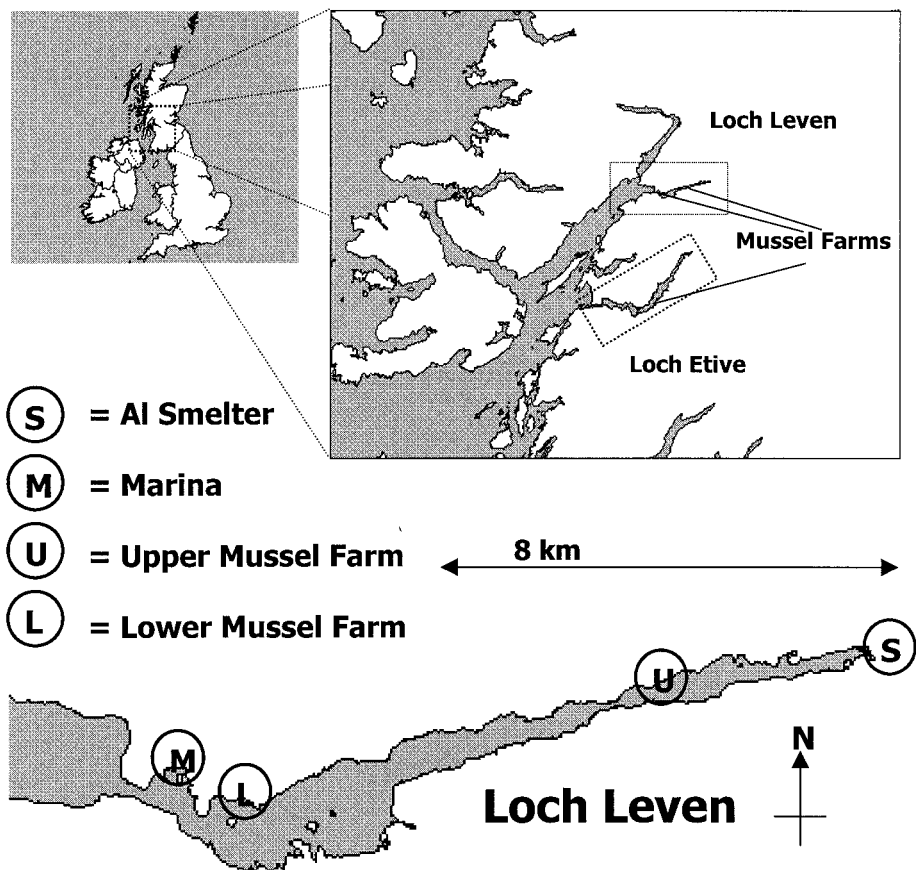 Loch Leven
Mussel Farms
Loch Etive
S = Al Smelter
M = Marina
U = Upper Mussel Farm
L = Lower Mussel Farm
8 km
S
U
N
M
L
Loch Leven